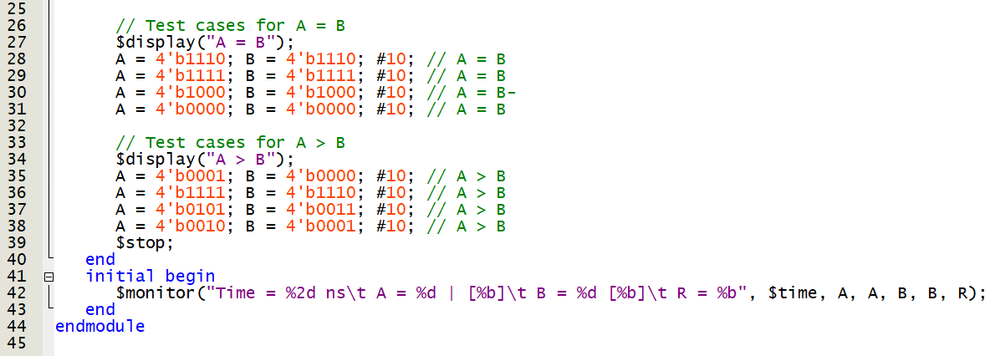 25
26 // Test cases for A = B
27 $display("A = B");
28 A = 4'b1110; B = 4'b1110; #10; // A = B
29 A = 4'b1111; B = 4'b1111; #10; // A = B
30 A = 4'b1000; B = 4'b1000; #10; // A = B-
31 A = 4'b0000; B = 4'b0000; #10; // A = B
32
33 // Test cases for A > B
34 $display("A > B");
35 A = 4'b0001; B = 4'b0000; #10; // A > B
36 A = 4'b1111; B = 4'b1110; #10; // A > B
37 A = 4'b0101; B = 4'b0011; #10; // A > B
38 A = 4'b0010; B = 4'b0001; #10; // A > B
39 $stop;
40 end
41 initial begin
42 $monitor("Time = %2d ns\t A = %d | [%b]\t B = %d [%b]\t R = %b", $time, A, A, B, B, R);
43 end
44 endmodule
45